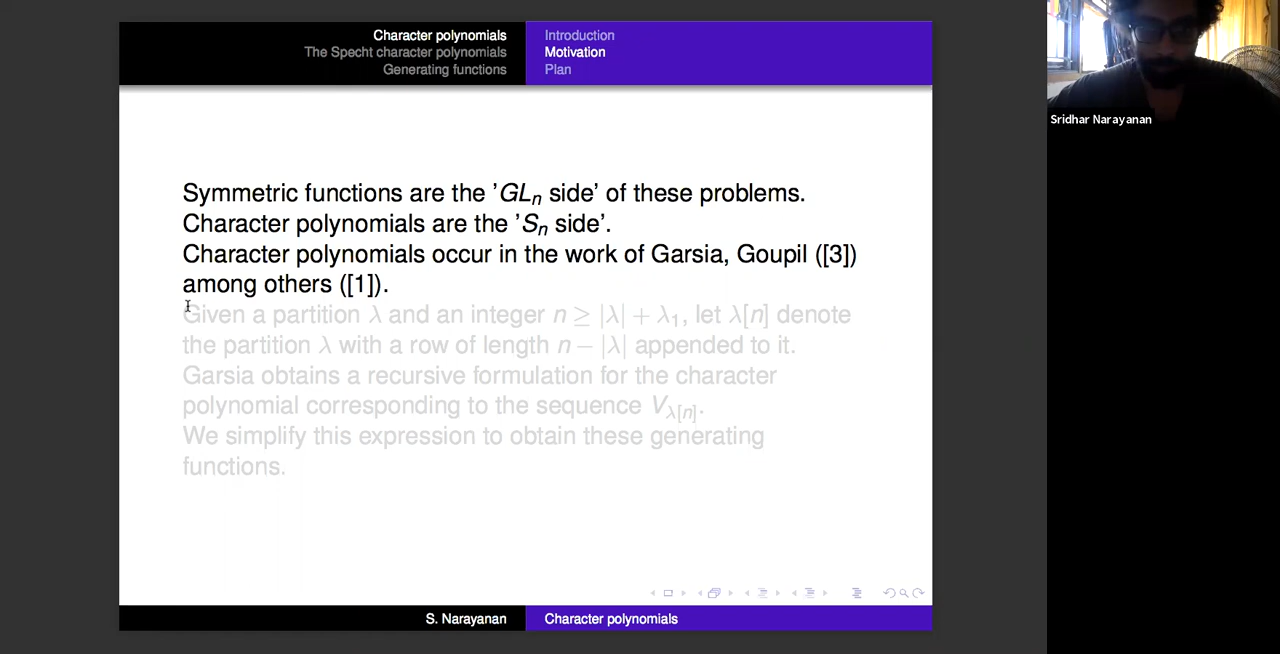 Character polynomials
The Specht character polynomials
Generating functions
Introduction
Motivation
Plan
Symmetric functions are the ’GLₙ side’ of these problems.
Character polynomials are the ’Sₙ side’.
Character polynomials occur in the work of Garsia, Goupil ([3])
among others ([1]).
Given a partition λ and an integer n ≥ |λ| + λ₁, let λ[n] denote
the partition λ with a row of length n − |λ| appended to it.
Garsia obtains a recursive formulation for the character
polynomial corresponding to the sequence V_λ[n].
We simplify this expression to obtain these generating
functions.
S. Narayanan
Character polynomials
Sridhar Narayanan